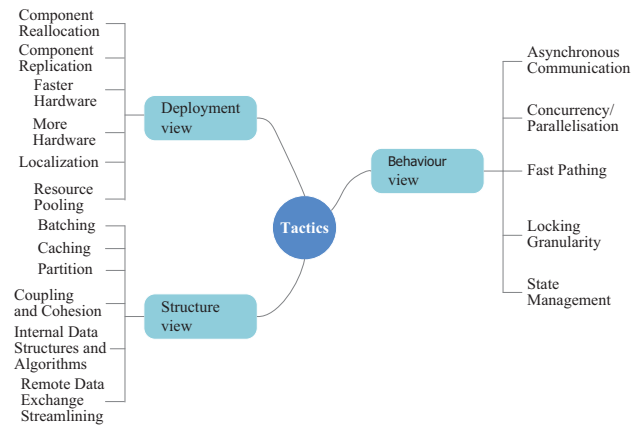 Component
Reallocation
Component
Replication
Faster
Hardware
More
Hardware
Localization
Resource
Pooling
Deployment
view
Batching
Caching
Partition
Coupling
and Cohesion
Internal Data
Structures and
Algorithms
Remote Data
Exchange
Streamlining
Structure
view
Tactics
Behaviour
view
Asynchronous
Communication
Concurrency/
Parallelisation
Fast Pathing
Locking
Granularity
State
Management